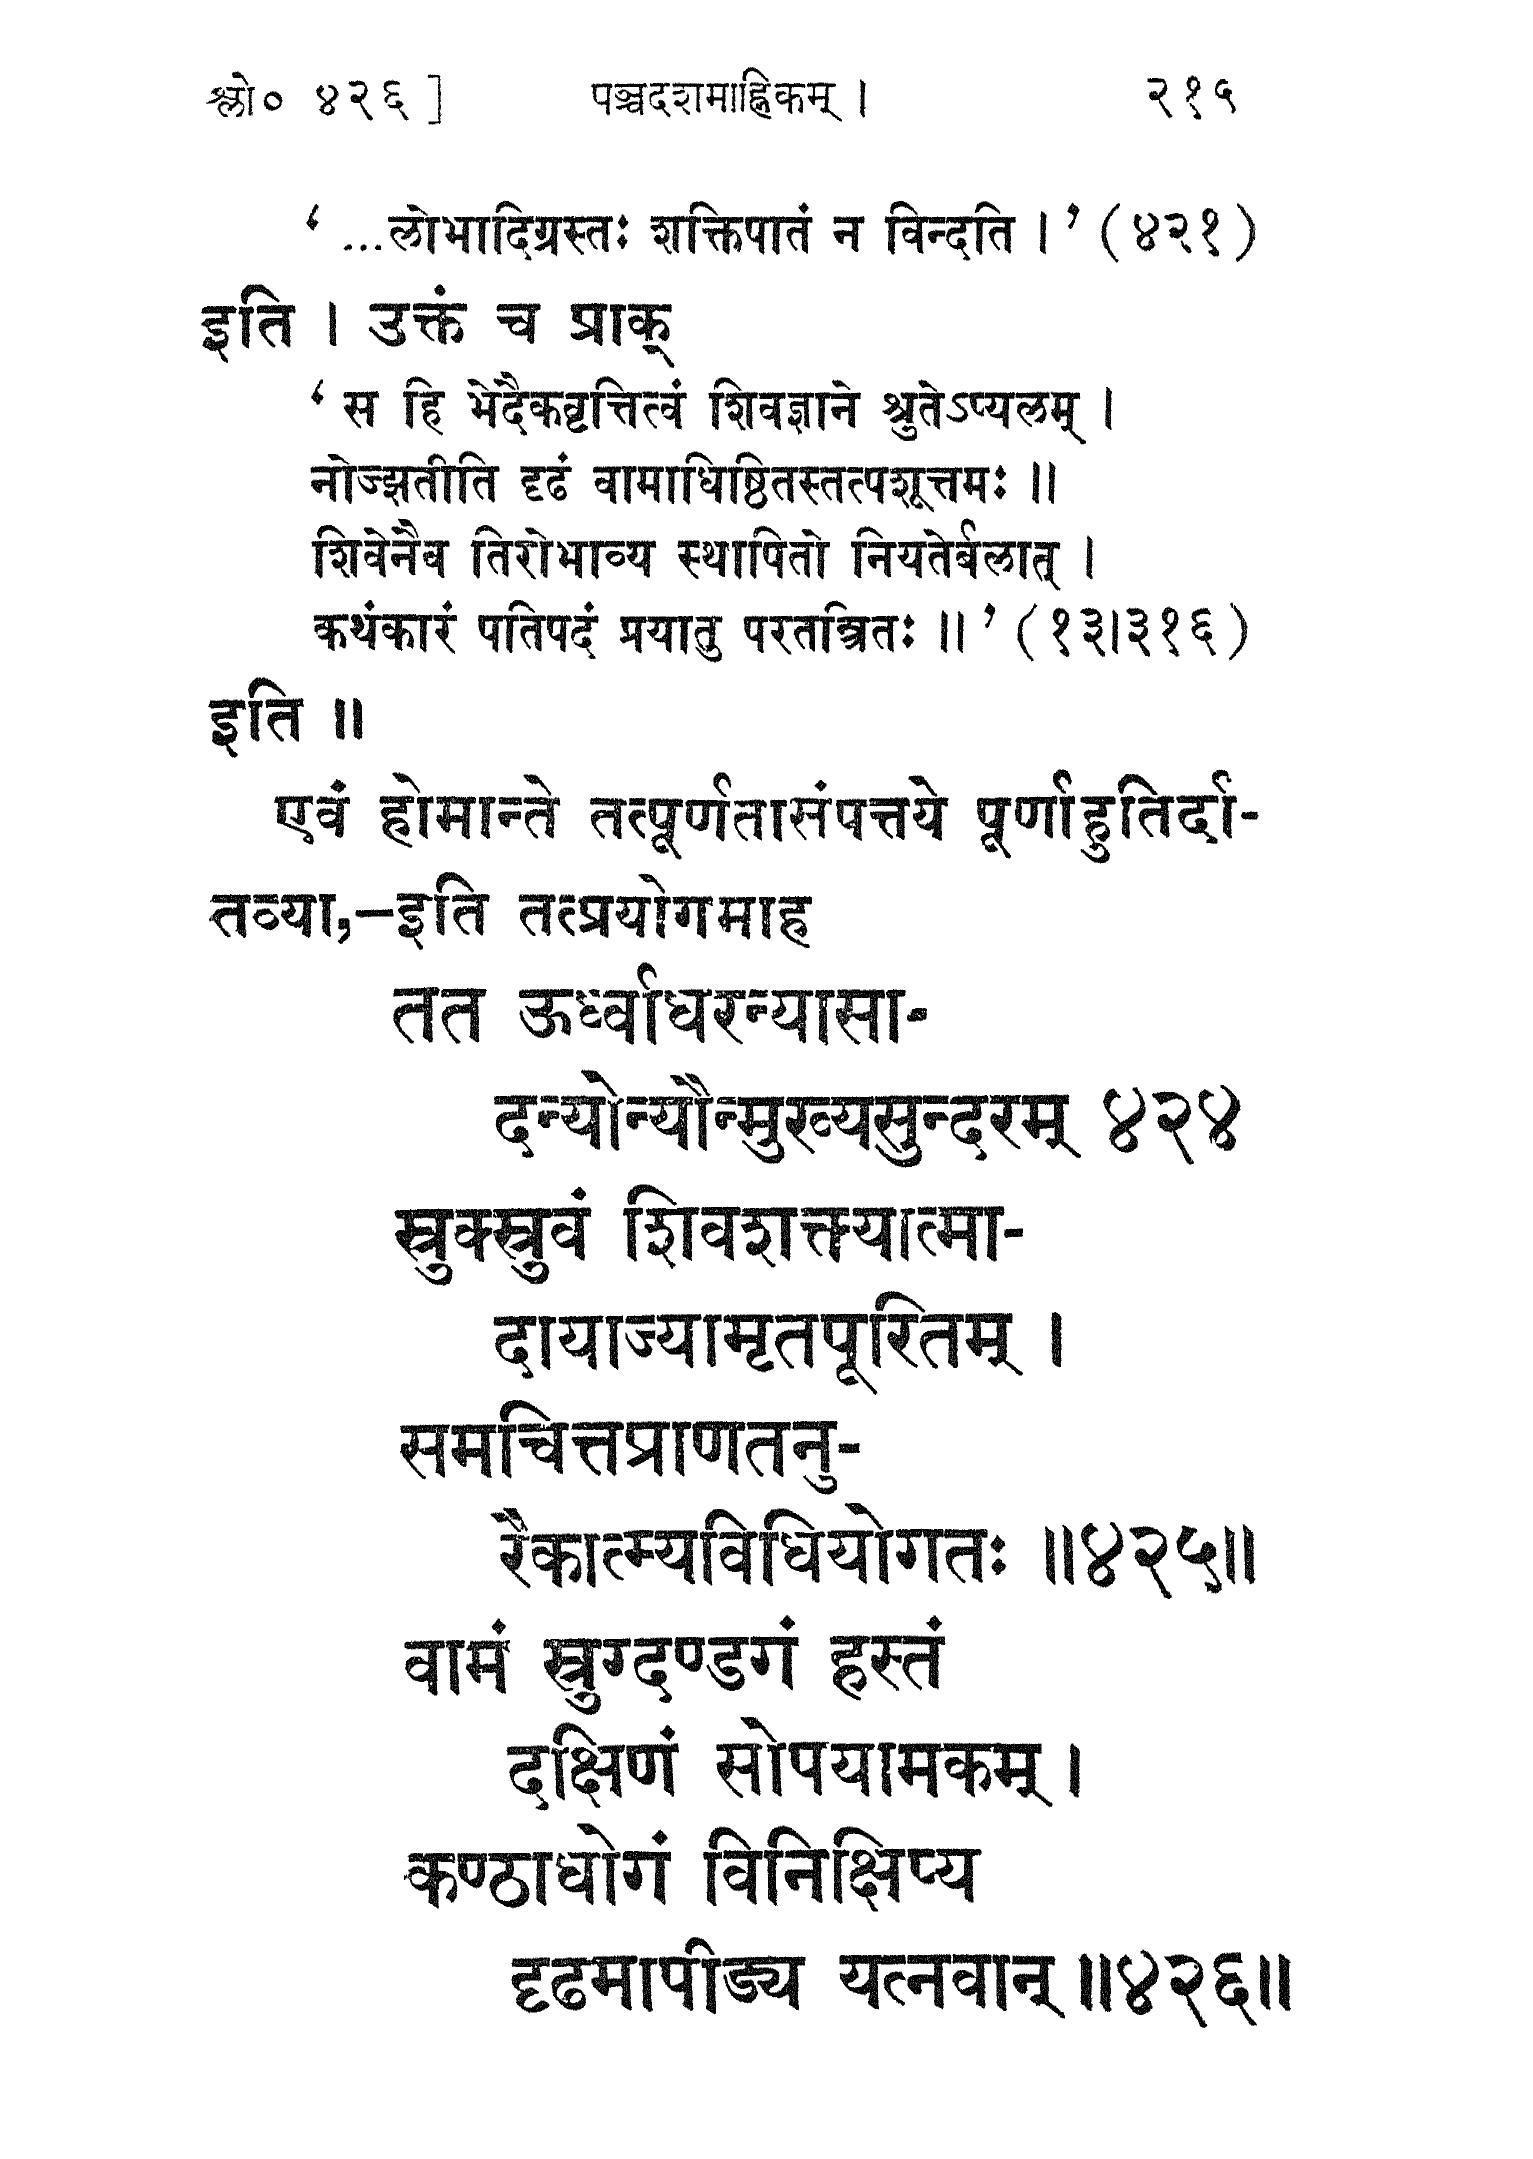 श्लो० ४२६] पञ्चदशमाह्निकम् । २१५
‘ ...लोभादिग्रस्तः शक्तिपातं न विन्दति ।’ (४२१)
इति । उक्तं च प्राक्
‘ स हि भेदैकवृत्तित्वं शिवज्ञाने श्रुतेऽप्यलम् ।
नोज्झतीति दृढं वामाधिष्ठितस्तत्पशूत्तमः ॥
शिवेनैव तिरोभाव्य स्थापितो नियतेर्बलात् ।
कथंकारं पतिपदं प्रयातु परतन्त्रितः ॥ ’ (१३।३१६)
इति ॥
एवं होमान्ते तत्पूर्णतासंपत्तये पूर्णाहुतिर्दा-
तव्या,–इति तत्प्रयोगमाह
तत ऊर्ध्वाधरन्यासा-
दन्योन्यौन्मुख्यसुन्दरम् ४२४
स्रुक्स्रुवं शिवशक्त्यात्मा-
दायाज्यामृतपूरितम् ।
समचित्तप्राणतनु-
रैकात्म्यविधियोगतः ॥४२५॥
वामं स्रुग्दण्डगं हस्तं
दक्षिणं सोपयामकम् ।
कण्ठाधोगं विनिक्षिप्य
दृढमापीड्य यत्नवान् ॥४२६॥